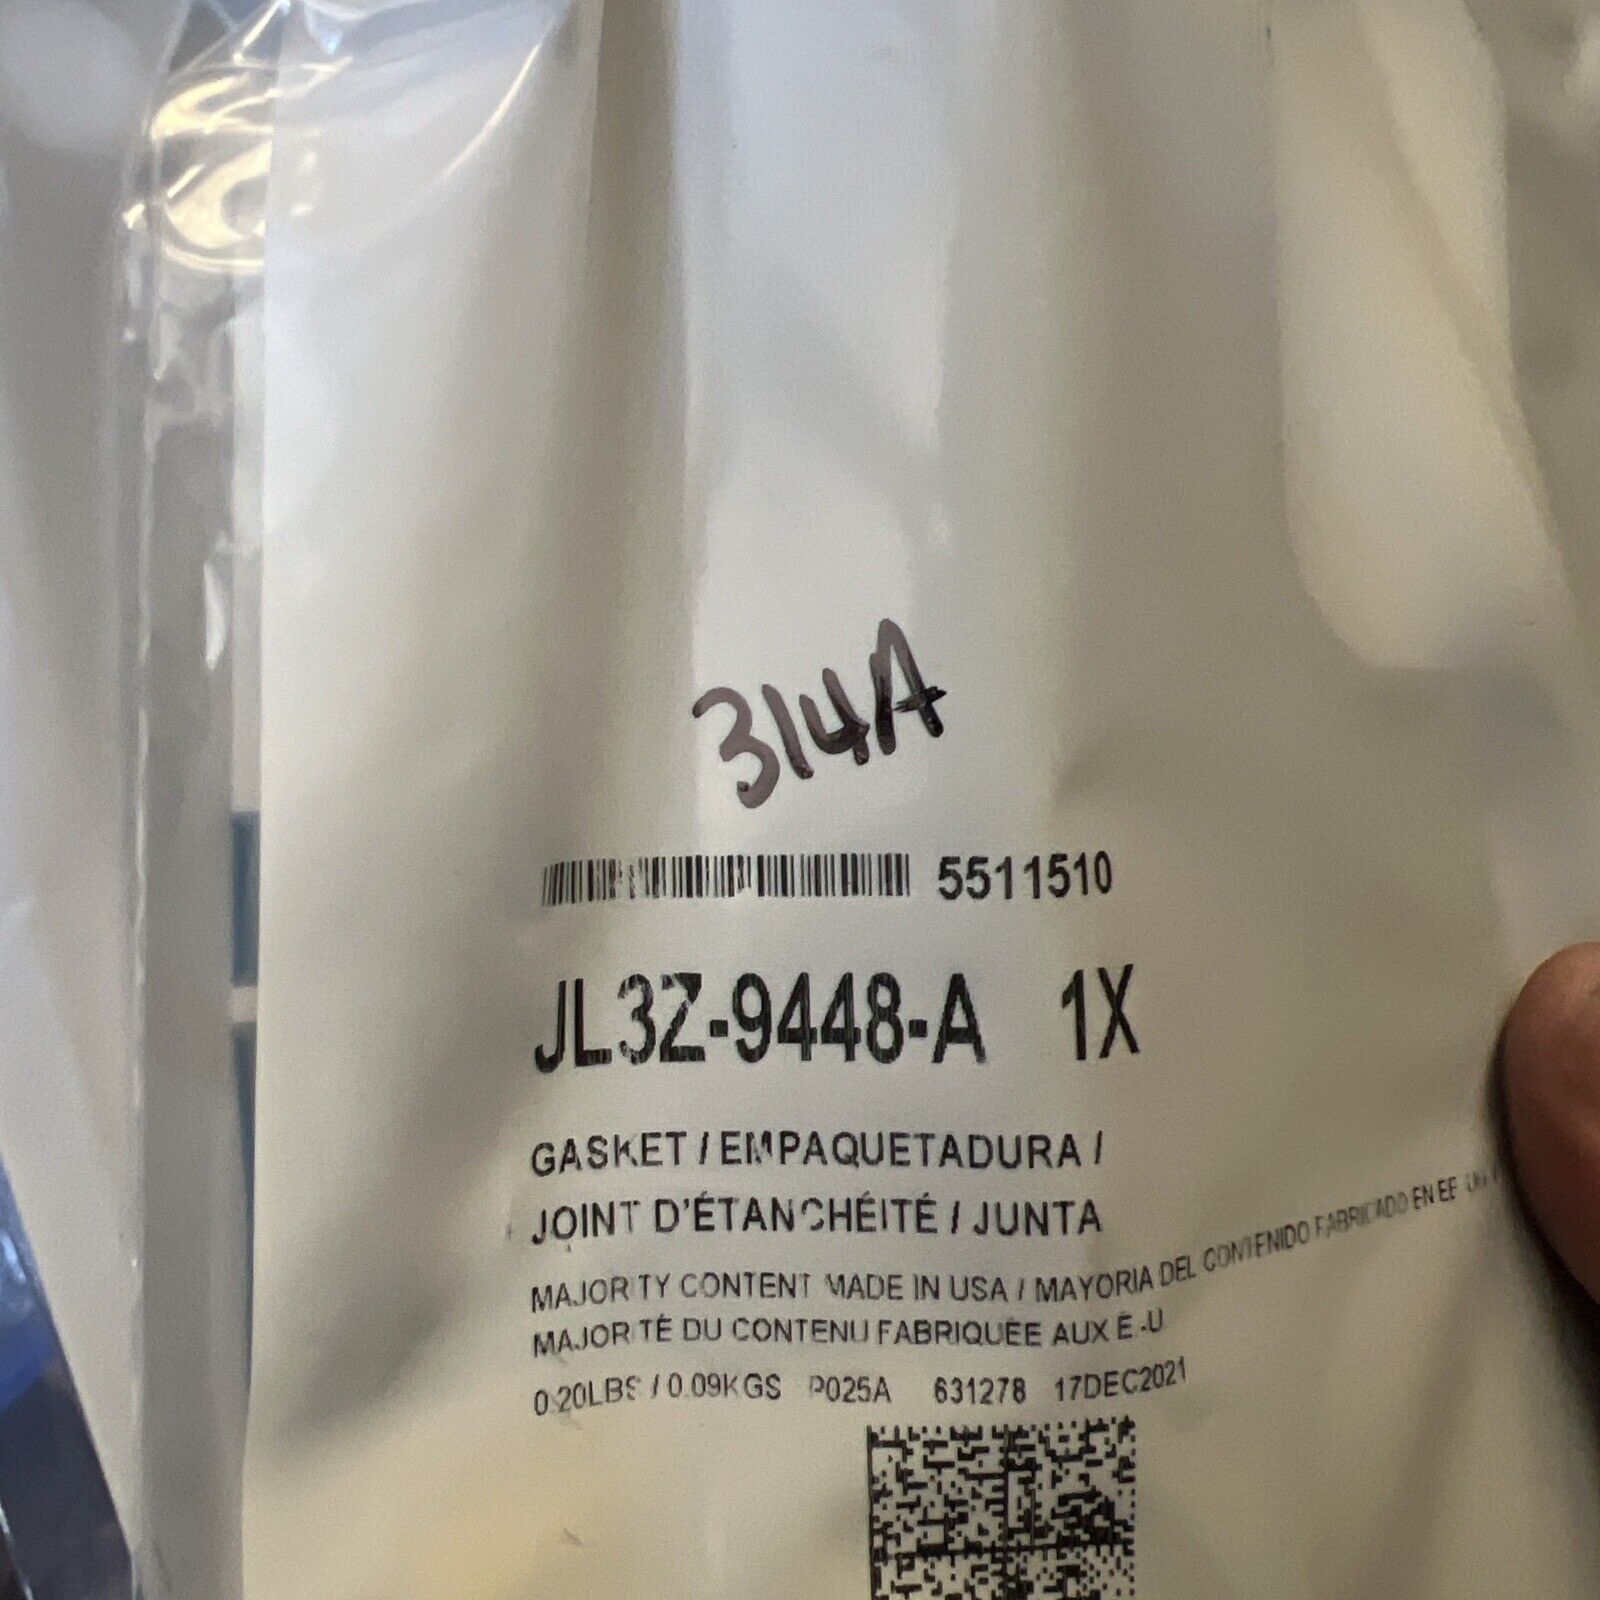 314A
5511510
JL3Z-9448-A 1X
GASKET / EMPAQUETADURA /
JOINT D'ÉTANCHÉITÉ / JUNTA
MAJORITY CONTENT MADE IN USA / MAYORIA DEL CONTENIDO FABRICADO EN
MAJORITÉ DU CONTENU FABRIQUÉE AUX É.-U
0.20LBS / 0.09KGS P025A 631278 17DEC2021